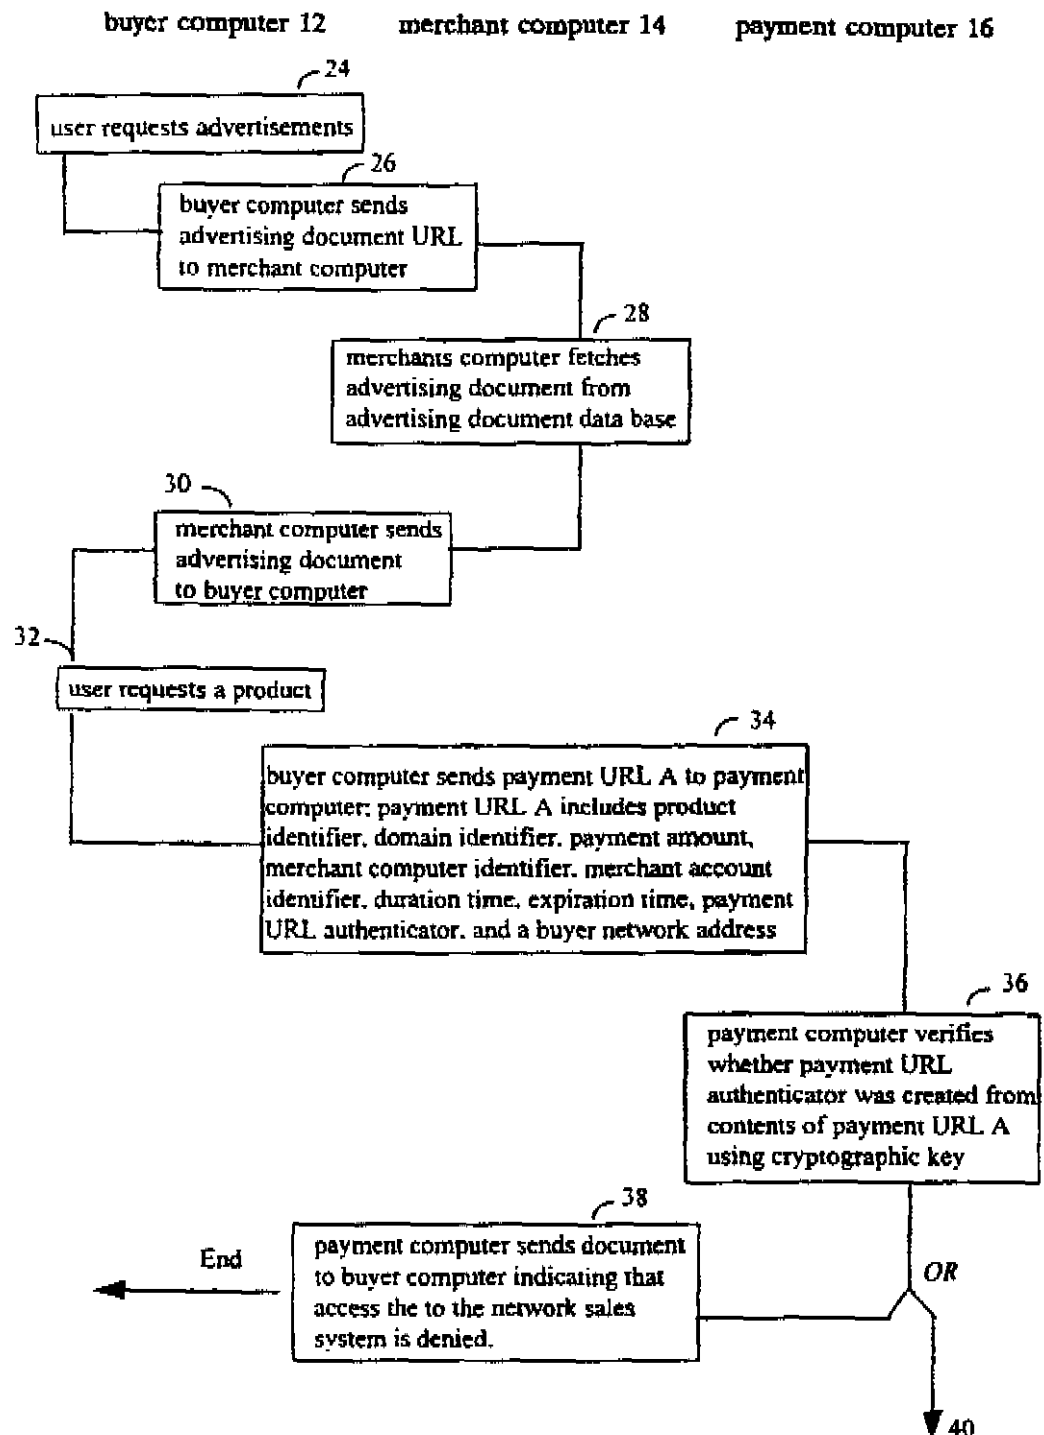 buyer computer 12 merchant computer 14 payment computer 16
24
user requests advertisements
26
buyer computer sends
advertising document URL
to merchant computer
28
merchants computer fetches
advertising document from
advertising document data base
30
merchant computer sends
advertising document
to buyer computer
32
user requests a product
34
buyer computer sends payment URL A to payment
computer; payment URL A includes product
identifier, domain identifier, payment amount,
merchant computer identifier, merchant account
identifier, duration time, expiration time, payment
URL authenticator, and a buyer network address
36
payment computer verifies
whether payment URL
authenticator was created from
contents of payment URL A
using cryptographic key
38
payment computer sends document
to buyer computer indicating that
access the to the network sales
system is denied.
End
OR
40